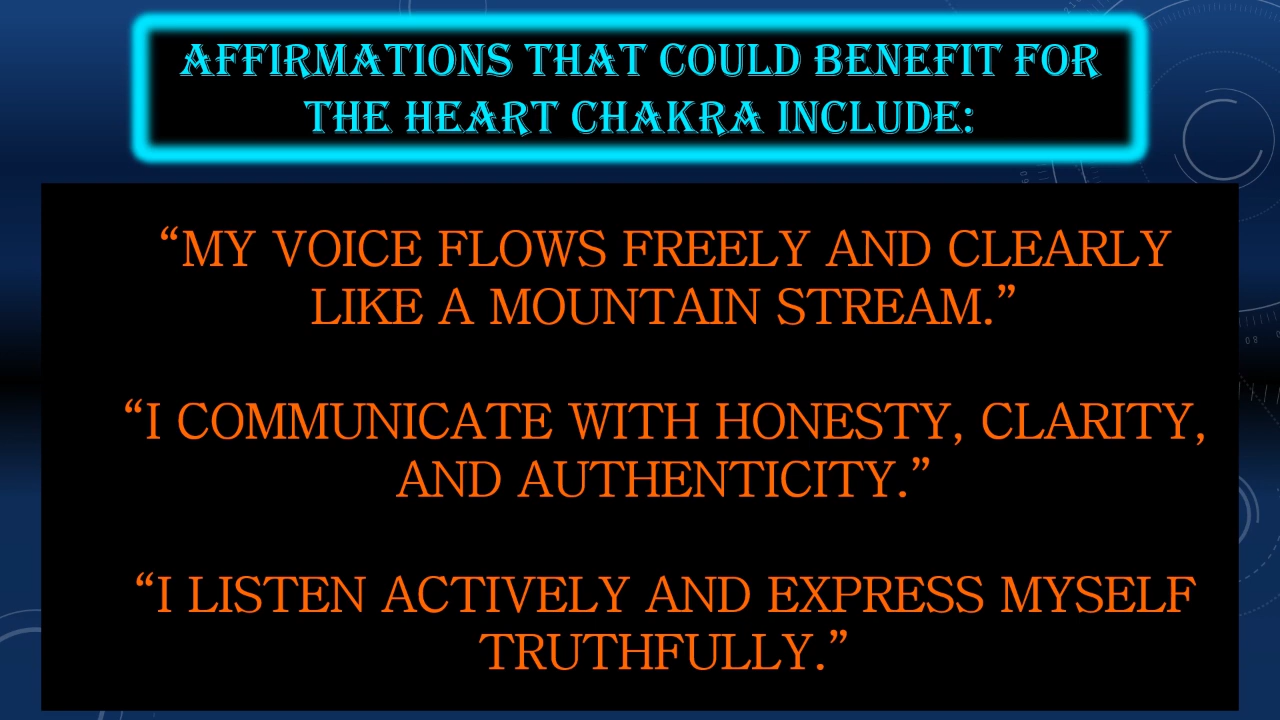 AFFIRMATIONS THAT COULD BENEFIT FOR
THE HEART CHAKRA INCLUDE:
“MY VOICE FLOWS FREELY AND CLEARLY
LIKE A MOUNTAIN STREAM.”
“I COMMUNICATE WITH HONESTY, CLARITY,
AND AUTHENTICITY.”
“I LISTEN ACTIVELY AND EXPRESS MYSELF
TRUTHFULLY.”